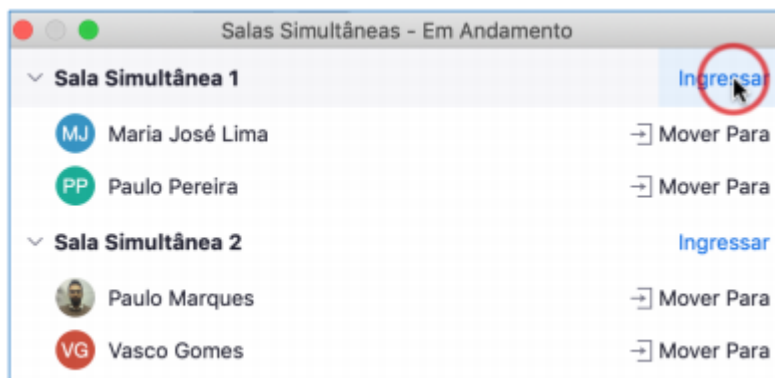 Salas Simultâneas - Em Andamento
Sala Simultânea 1 Ingressar
MJ Maria José Lima Mover Para
PP Paulo Pereira Mover Para
Sala Simultânea 2 Ingressar
Paulo Marques Mover Para
VG Vasco Gomes Mover Para